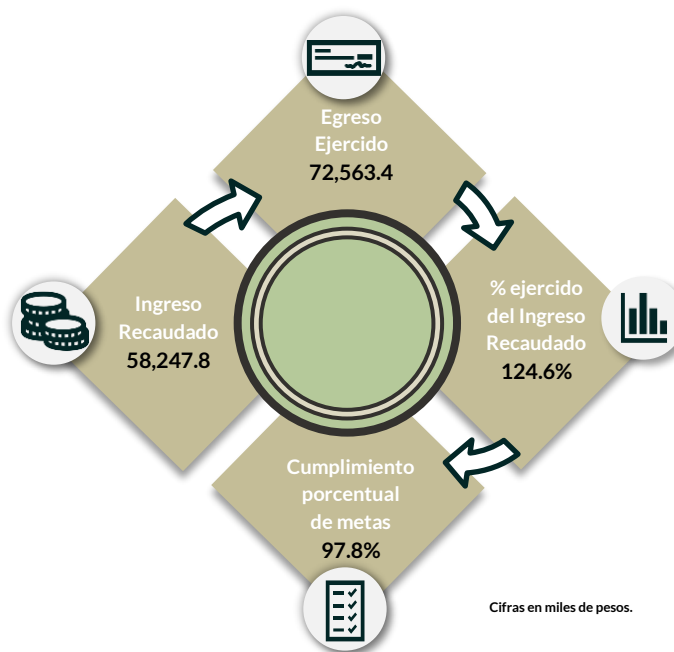 Egreso
Ejercido
72,563.4
Ingreso
Recaudado
58,247.8
% ejercido
del Ingreso
Recaudado
124.6%
Cumplimiento
porcentual
de metas
97.8%
Cifras en miles de pesos.